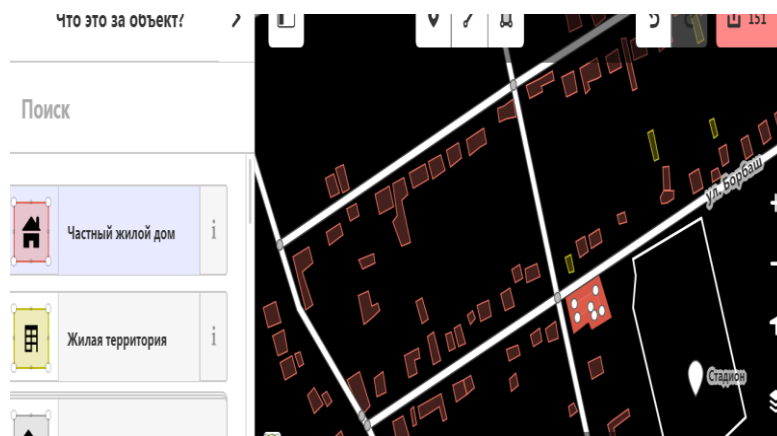 Что это за объект?
151
Поиск
Частный жилой дом
i
Жилая территория
i
ул. Борбаш
Стадион